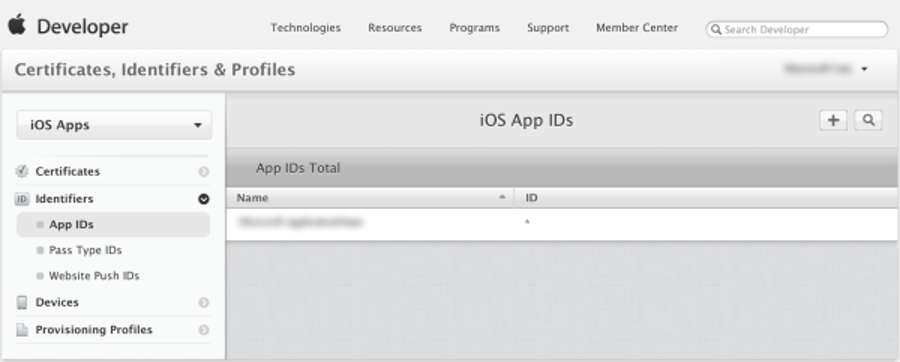 Developer
Technologies Resources Programs Support Member Center Search Developer
Certificates, Identifiers & Profiles
iOS Apps
iOS App IDs
App IDs Total
Certificates
Name ID
ID Identifiers
*
App IDs
Pass Type IDs
Website Push IDs
Devices
Provisioning Profiles